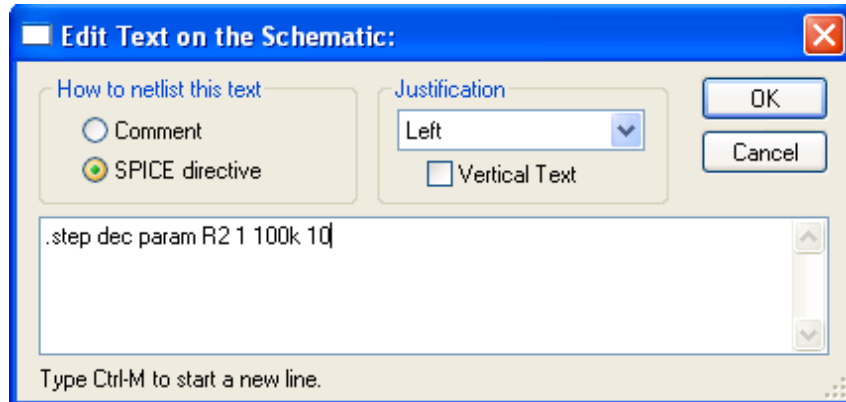 Edit Text on the Schematic:
How to netlist this text
Comment
SPICE directive
Justification
Left
Vertical Text
OK
Cancel
.step dec param R2 1 100k 10
Type Ctrl-M to start a new line.